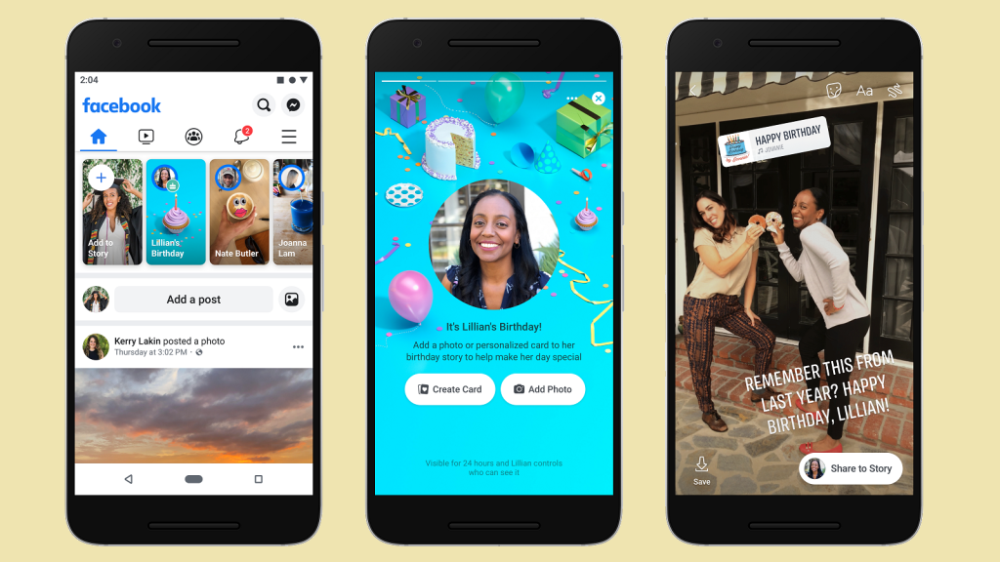 2:04
facebook
2
Add to
Story
Lillian's
Birthday
Nate Butler
Joanna
Lam
Add a post
Kerry Lakin posted a photo
Thursday at 3:02 PM ·
It's Lillian's Birthday!
Add a photo or personalized card to her
birthday story to help make her day special
Create Card
Add Photo
Visible for 24 hours and Lillian controls
who can see it
Aa
HAPPY BIRTHDAY
REMEMBER THIS FROM
LAST YEAR? HAPPY
BIRTHDAY, LILLIAN!
Save
Share to Story